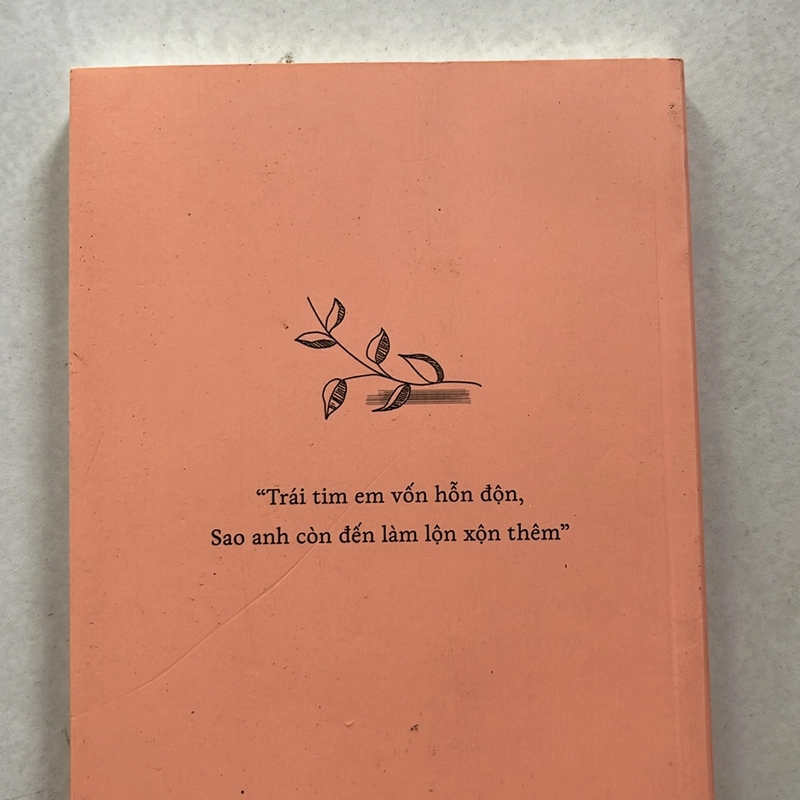 “Trái tim em vốn hỗn độn,
Sao anh còn đến làm lộn xộn thêm”